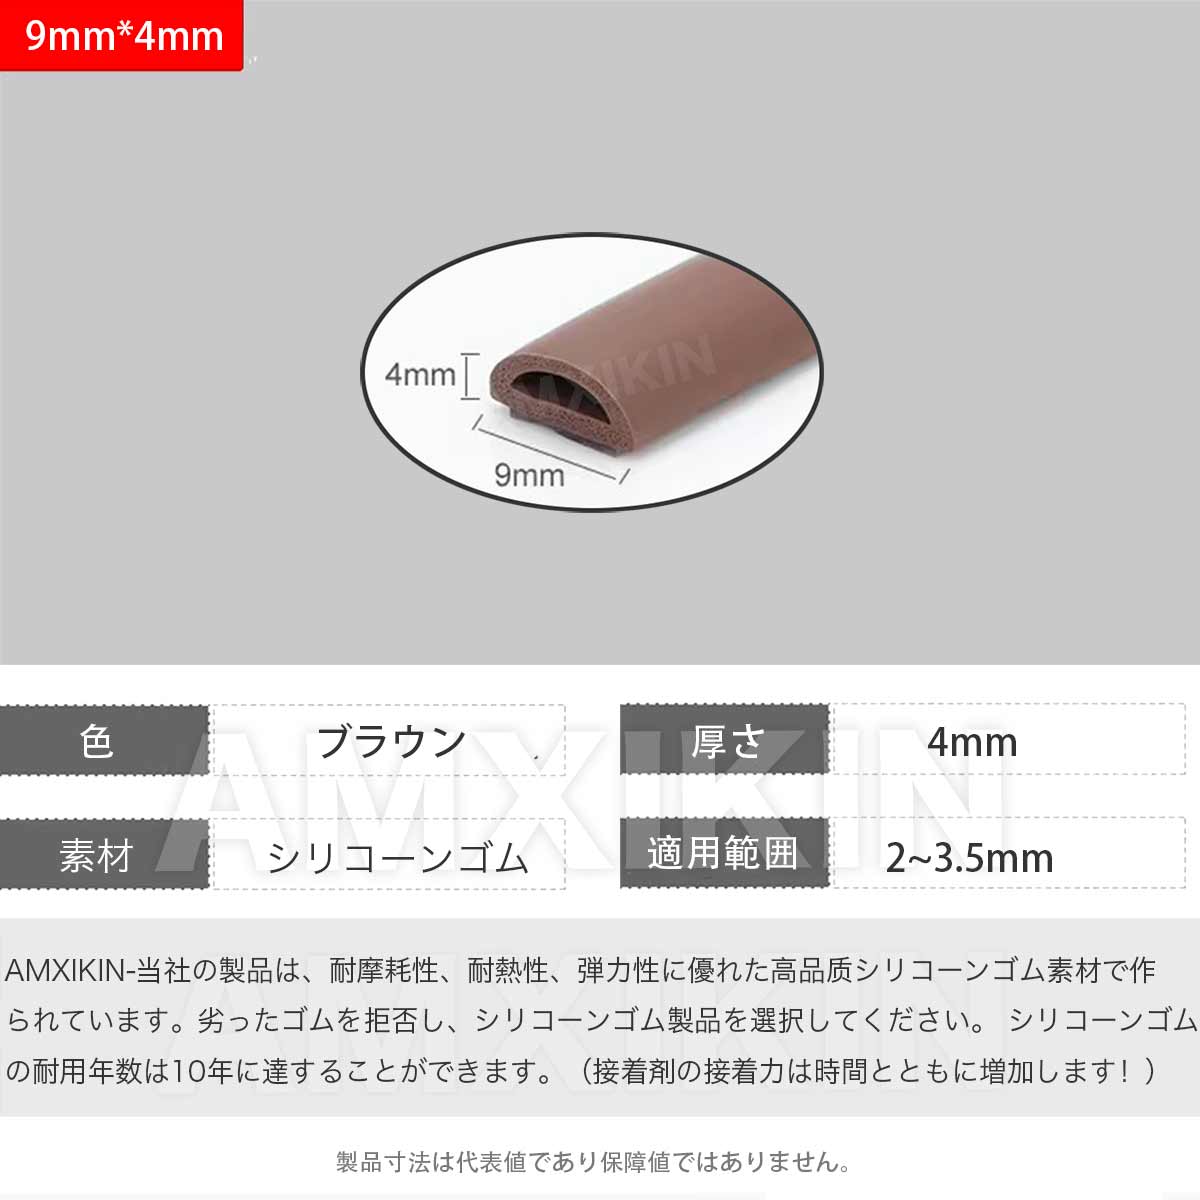 9mm*4mm
4mm
9mm
AMXIKIN
色 ブラウン 厚さ 4mm
素材 シリコーンゴム 適用範囲 2~3.5mm
AMXIKIN
AMXIKIN-当社の製品は、耐摩耗性、耐熱性、弾力性に優れた高品质シリコーンゴム素材で作
られています。劣ったゴムを拒否し、シリコーンゴム製品を選択してください。 シリコーンゴム
の耐用年数は10年に達することができます。（接着剤の接着力は時間とともに増加します！）
AMXIKIN
製品寸法は代表値であり保障値ではありません。